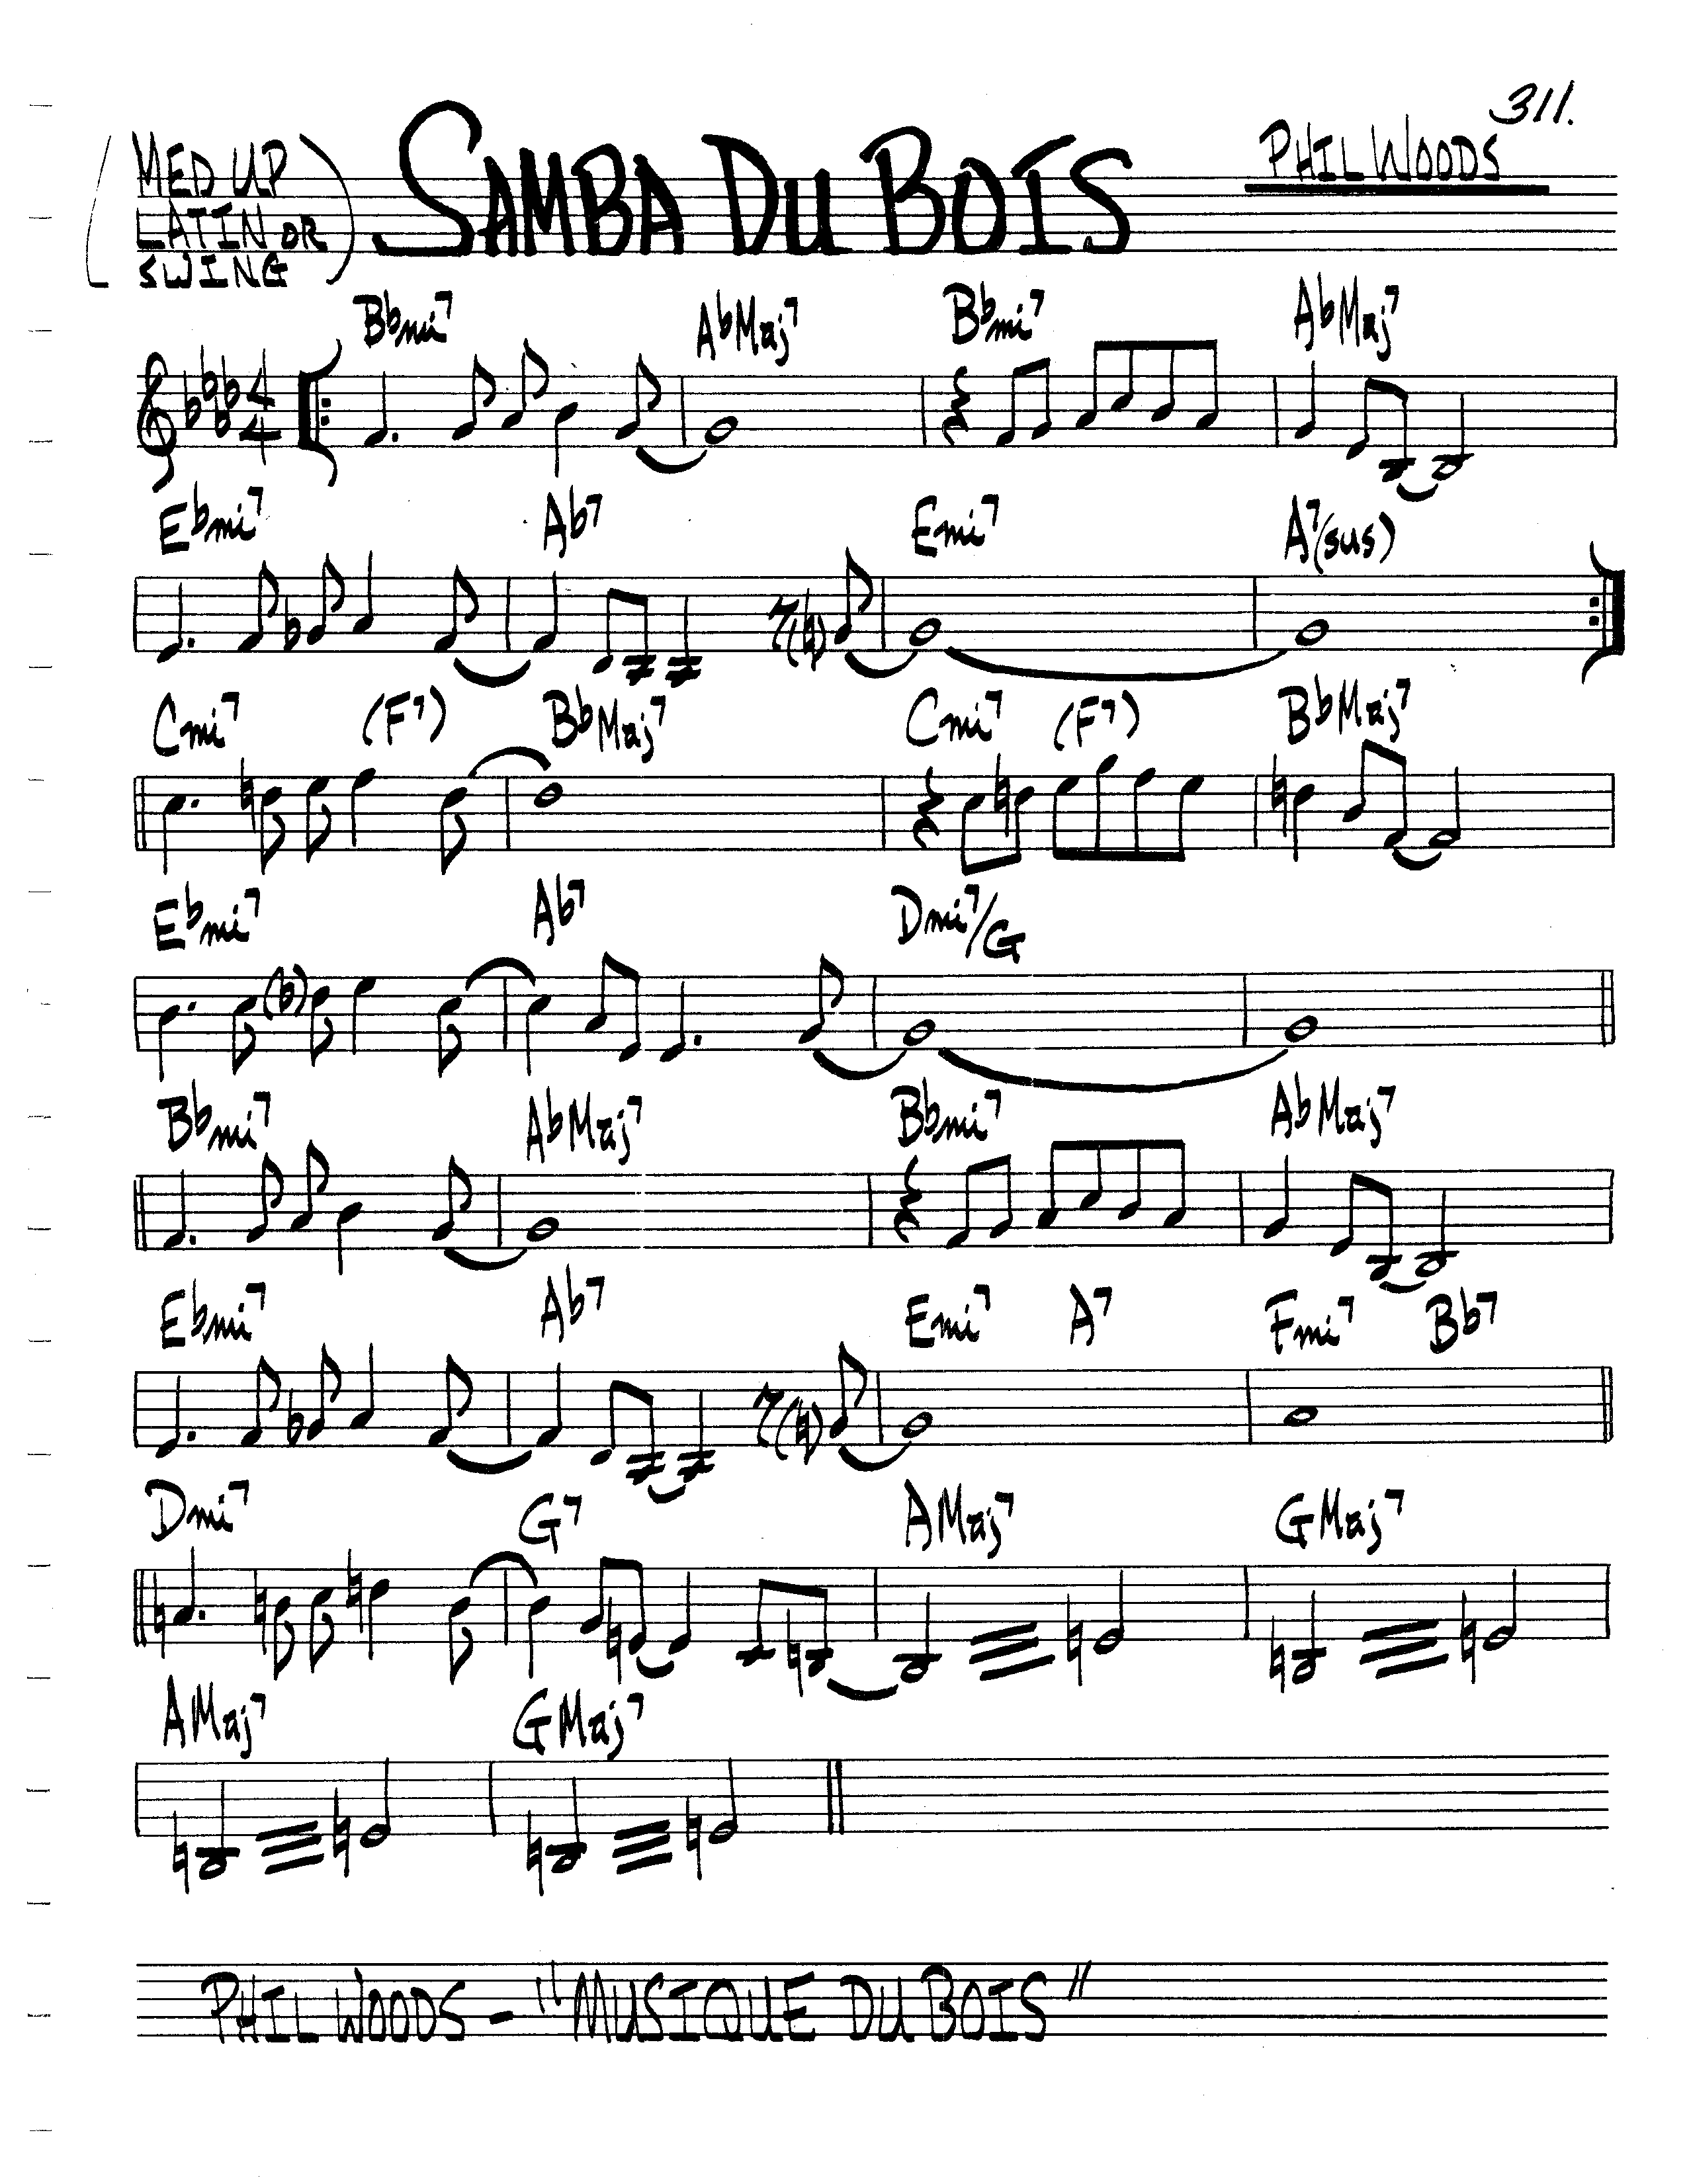 311.
(MED UP
LATIN OR
SWING)
SAMBA DU BOIS
PHIL WOODS
4
4
Bbmi7 AbMaj7 Bbmi7 AbMaj7
Ebmi7 Ab7 Emi7 A7(sus)
Cmi7 (F7) BbMaj7 Cmi7 (F7) BbMaj7
Ebmi7 Ab7 Dmi7/G
Bbmi7 AbMaj7 Bbmi7 AbMaj7
Ebmi7 Ab7 Emi7 A7 Fmi7 Bb7
Dmi7 G7 AMaj7 GMaj7
AMaj7 GMaj7
PHIL WOODS - "MUSIQUE DU BOIS"